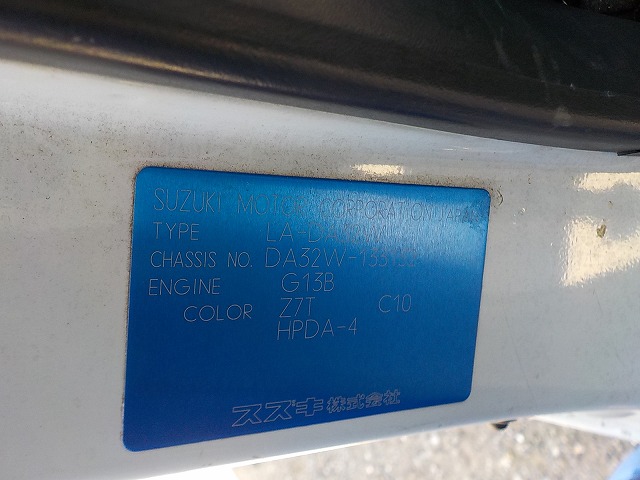 SUZUKI MOTOR CORPORATION JAPAN
TYPE
CHASSIS NO.
ENGINE G13B
COLOR Z7T C10
HPDA-4
スズキ株式会社